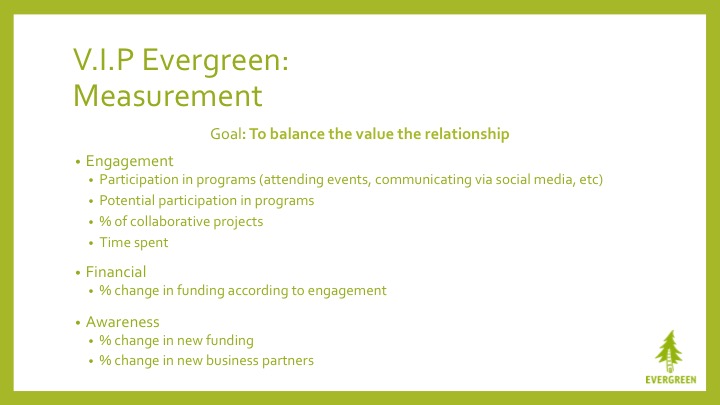 V.I.P Evergreen:
Measurement
Goal: To balance the value the relationship
• Engagement
• Participation in programs (attending events, communicating via social media, etc)
• Potential participation in programs
• % of collaborative projects
• Time spent
• Financial
• % change in funding according to engagement
• Awareness
• % change in new funding
• % change in new business partners
EVERGREEN